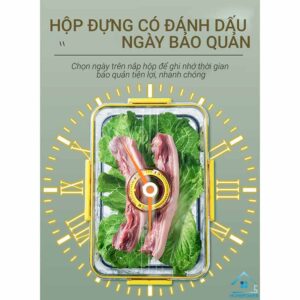 HỘP ĐỰNG CÓ ĐÁNH DẤU
NGÀY BẢO QUẢN
Chọn ngày trên nắp hộp để ghi nhớ thời gian
bảo quản tiện lợi, nhanh chóng